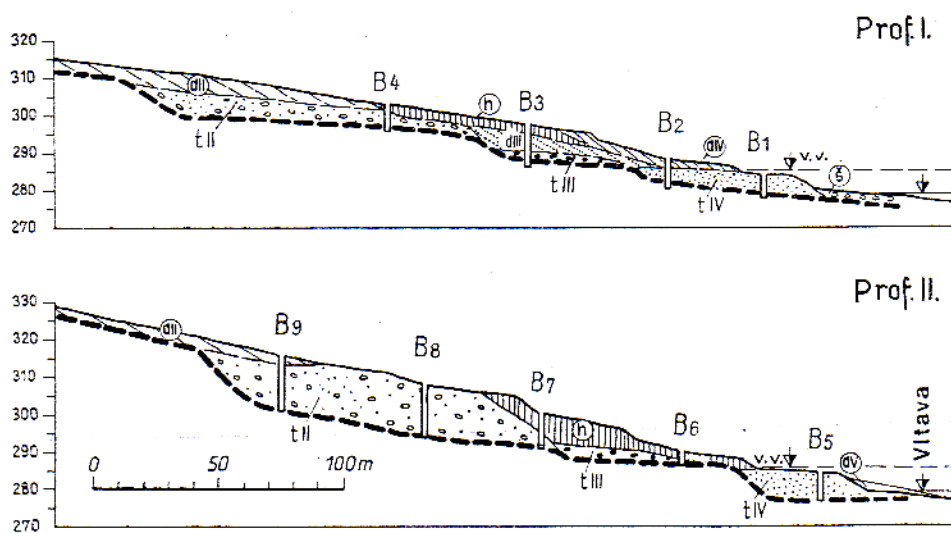 Prof. I.
320
310
300
290
280
270
dII
B4
h
B3
B2
dIV
B1
v.v.
š
tII
dIII
tIII
tIV
Prof. II.
330
320
310
300
290
280
270
dII
B9
B8
B7
h
B6
v.v.
B5
dV
Vltava
tII
tIII
tIV
0 50 100 m